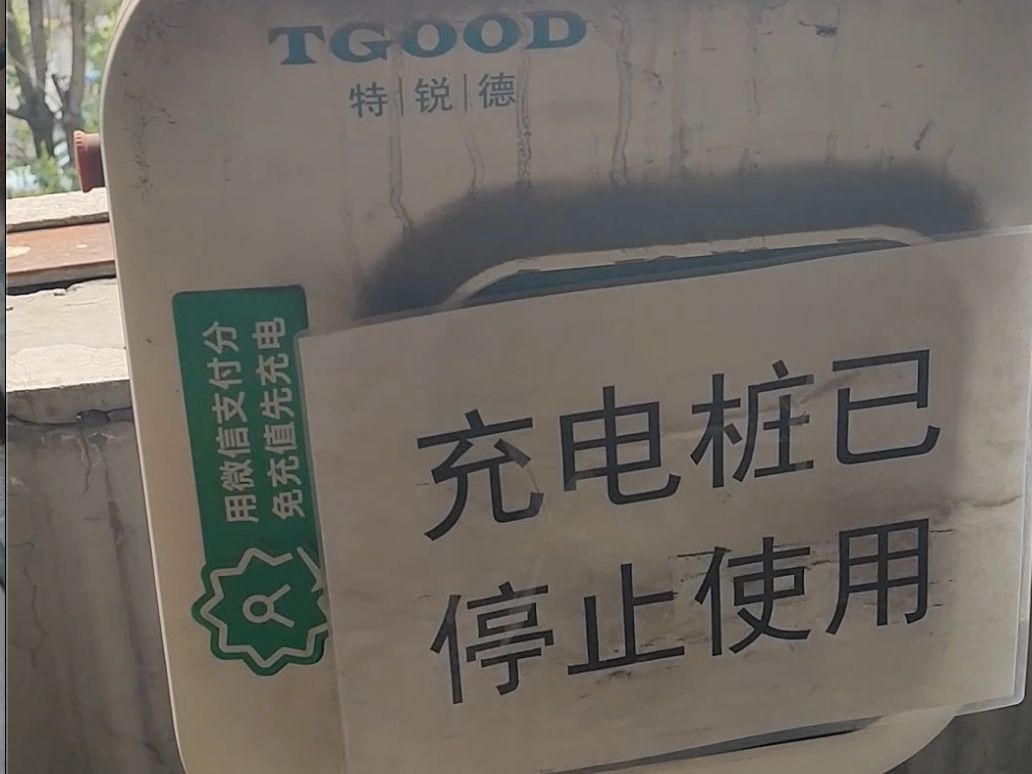 TGOOD
特|锐|德
用微信支付分
免充值先充电
充电桩已
停止使用